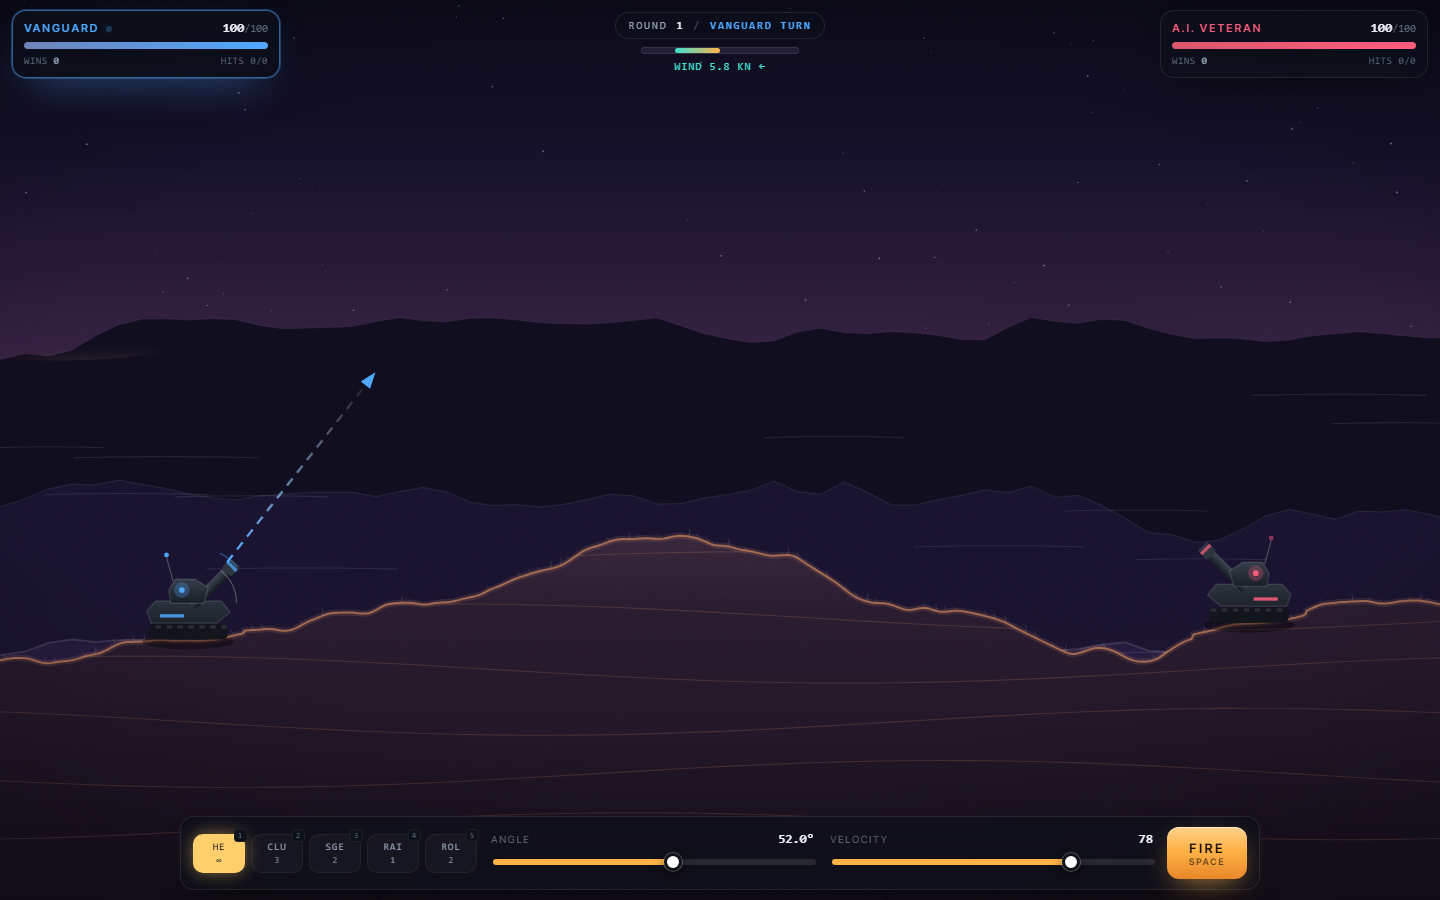 VANGUARD 100/100
WINS 0 HITS 0/0
ROUND 1 / VANGUARD TURN
WIND 5.8 KN ←
A.I. VETERAN 100/100
WINS 0 HITS 0/0
1 2 3 4 5
HE CLU SGE RAI ROL
∞ 3 2 1 2
ANGLE 52.0° VELOCITY 78
FIRE
SPACE